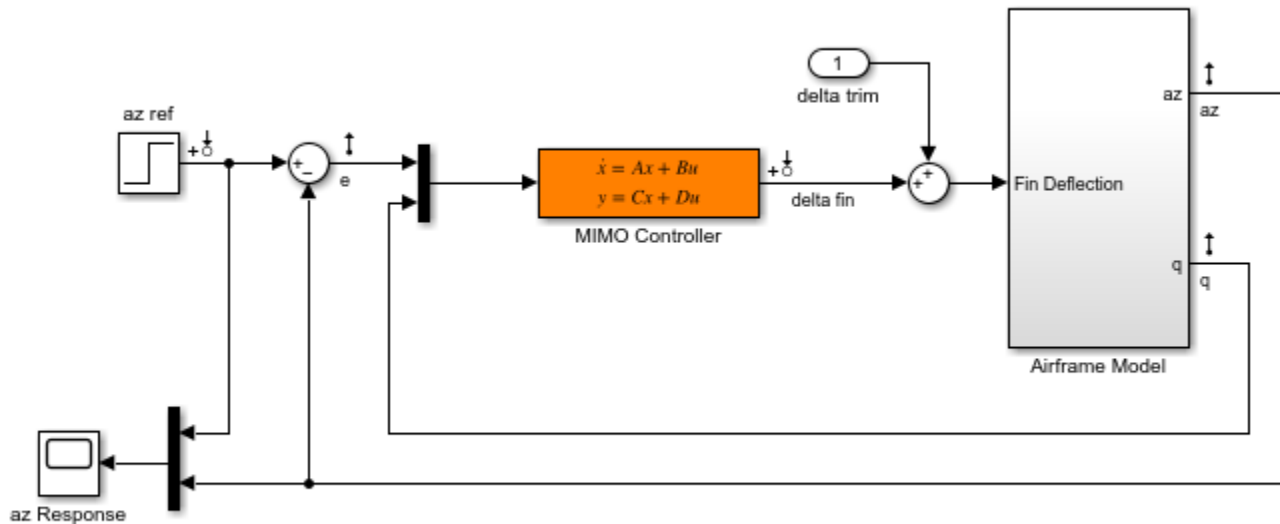 1
delta trim
az ref
az
az
e
ẋ = Ax + Bu
y = Cx + Du
delta fin
Fin Deflection
MIMO Controller
q
q
Airframe Model
az Response